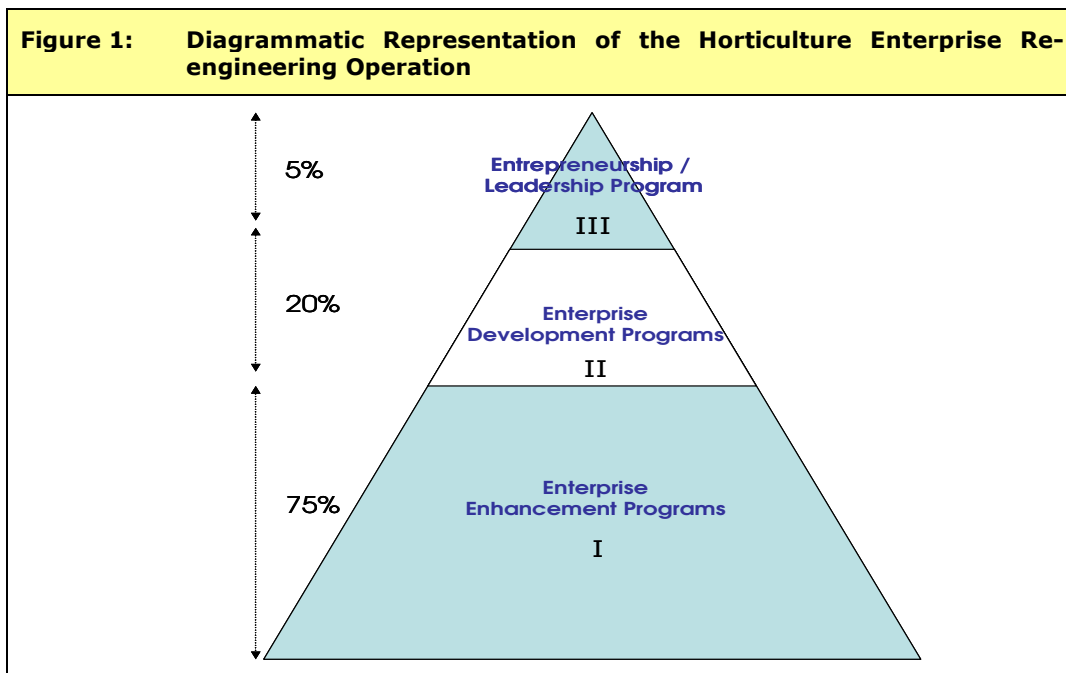 Figure 1: Diagrammatic Representation of the Horticulture Enterprise Re-
engineering Operation
5%
Entrepreneurship /
Leadership Program
III
20%
Enterprise
Development Programs
II
75%
Enterprise
Enhancement Programs
I